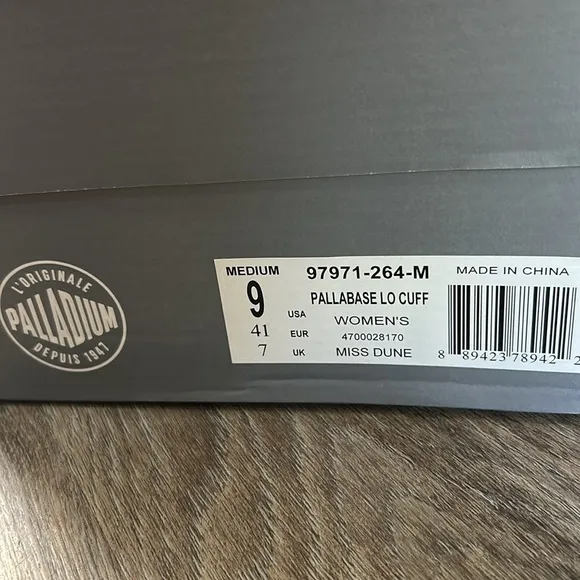 L'ORIGINALE
PALLADIUM
DEPUIS 1947
MEDIUM 97971-264-M MADE IN CHINA
9 USA PALLABASE LO CUFF
WOMEN'S
41 EUR 4700028170
7 UK MISS DUNE
8 89423 78942 2